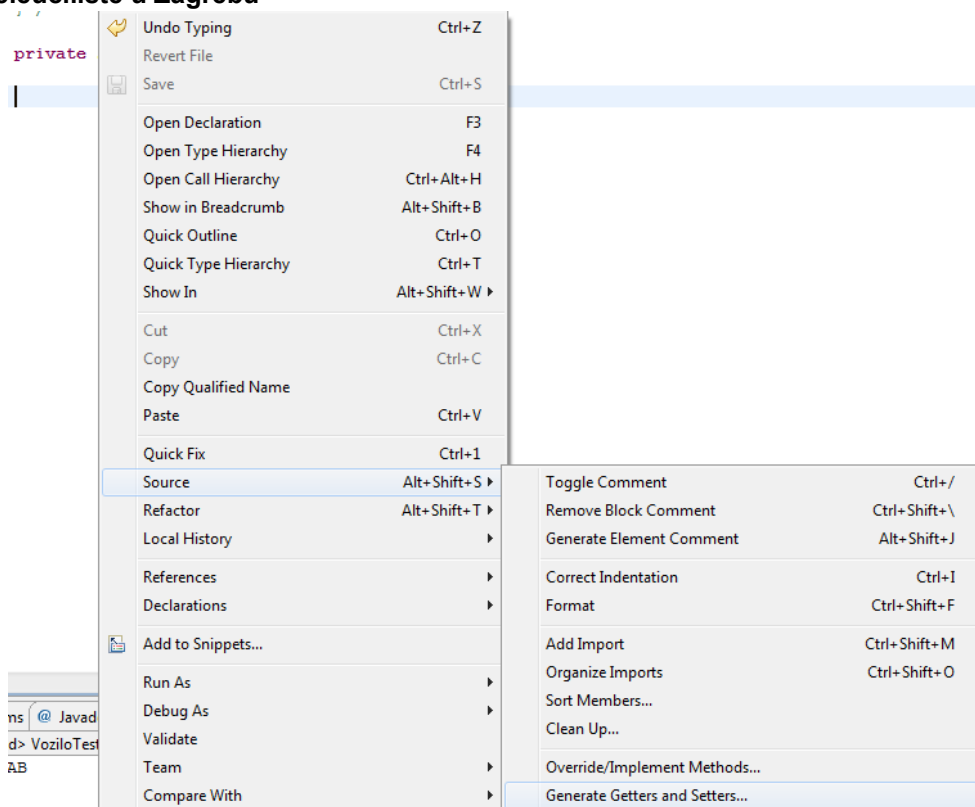 private
Undo Typing Ctrl+Z
Revert File
Save Ctrl+S
Open Declaration F3
Open Type Hierarchy F4
Open Call Hierarchy Ctrl+Alt+H
Show in Breadcrumb Alt+Shift+B
Quick Outline Ctrl+O
Quick Type Hierarchy Ctrl+T
Show In Alt+Shift+W
Cut Ctrl+X
Copy Ctrl+C
Copy Qualified Name
Paste Ctrl+V
Quick Fix Ctrl+1
Source Alt+Shift+S
Refactor Alt+Shift+T
Local History
References
Declarations
Add to Snippets...
Run As
Debug As
Validate
Team
Compare With
Toggle Comment Ctrl+/
Remove Block Comment Ctrl+Shift+\
Generate Element Comment Alt+Shift+J
Correct Indentation Ctrl+I
Format Ctrl+Shift+F
Add Import Ctrl+Shift+M
Organize Imports Ctrl+Shift+O
Sort Members...
Clean Up...
Override/Implement Methods...
Generate Getters and Setters...
ms @ Javad
d> VoziloTest
AB